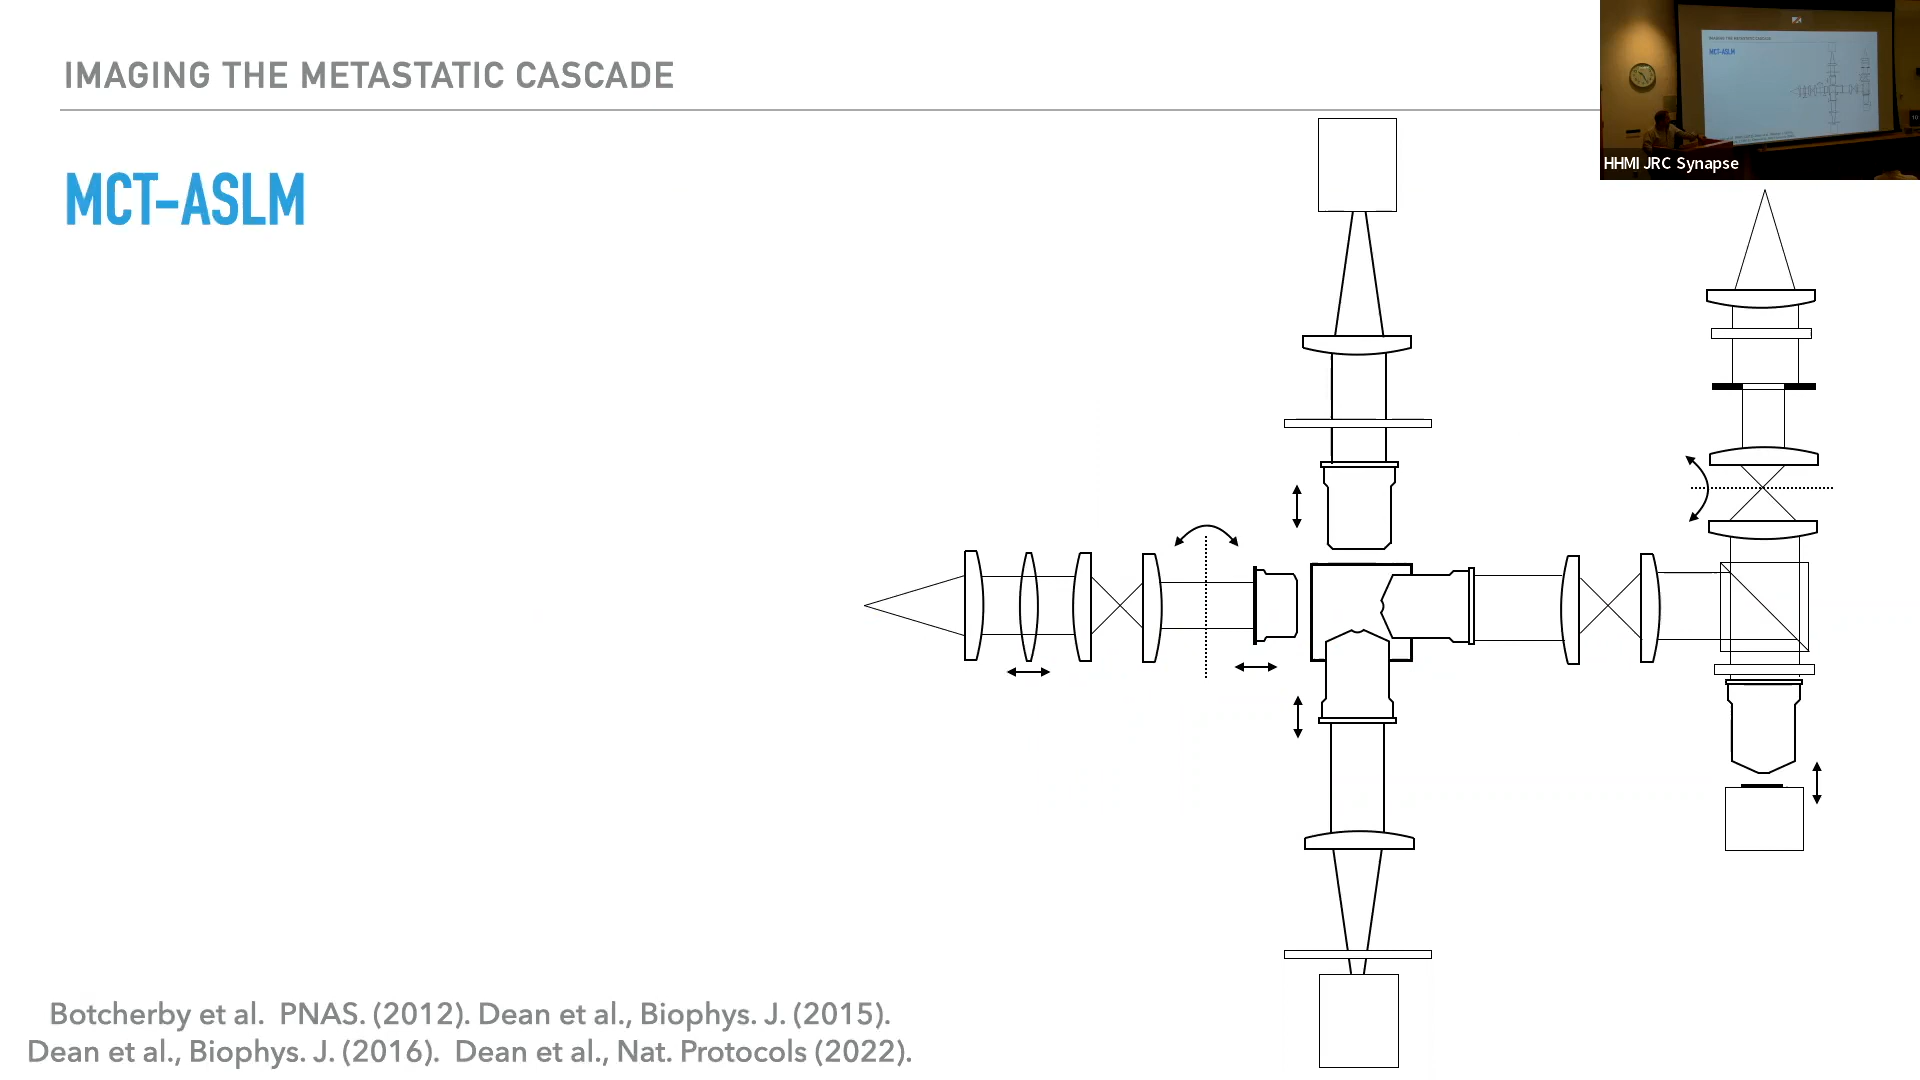 IMAGING THE METASTATIC CASCADE
MCT-ASLM
HHMI JRC Synapse
Botcherby et al. PNAS. (2012). Dean et al., Biophys. J. (2015).
Dean et al., Biophys. J. (2016). Dean et al., Nat. Protocols (2022).